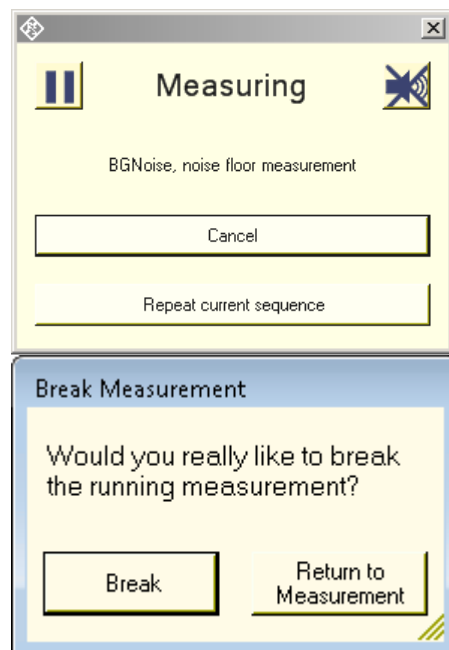 Measuring
BGNoise, noise floor measurement
Cancel
Repeat current sequence
Break Measurement
Would you really like to break
the running measurement?
Break
Return to
Measurement